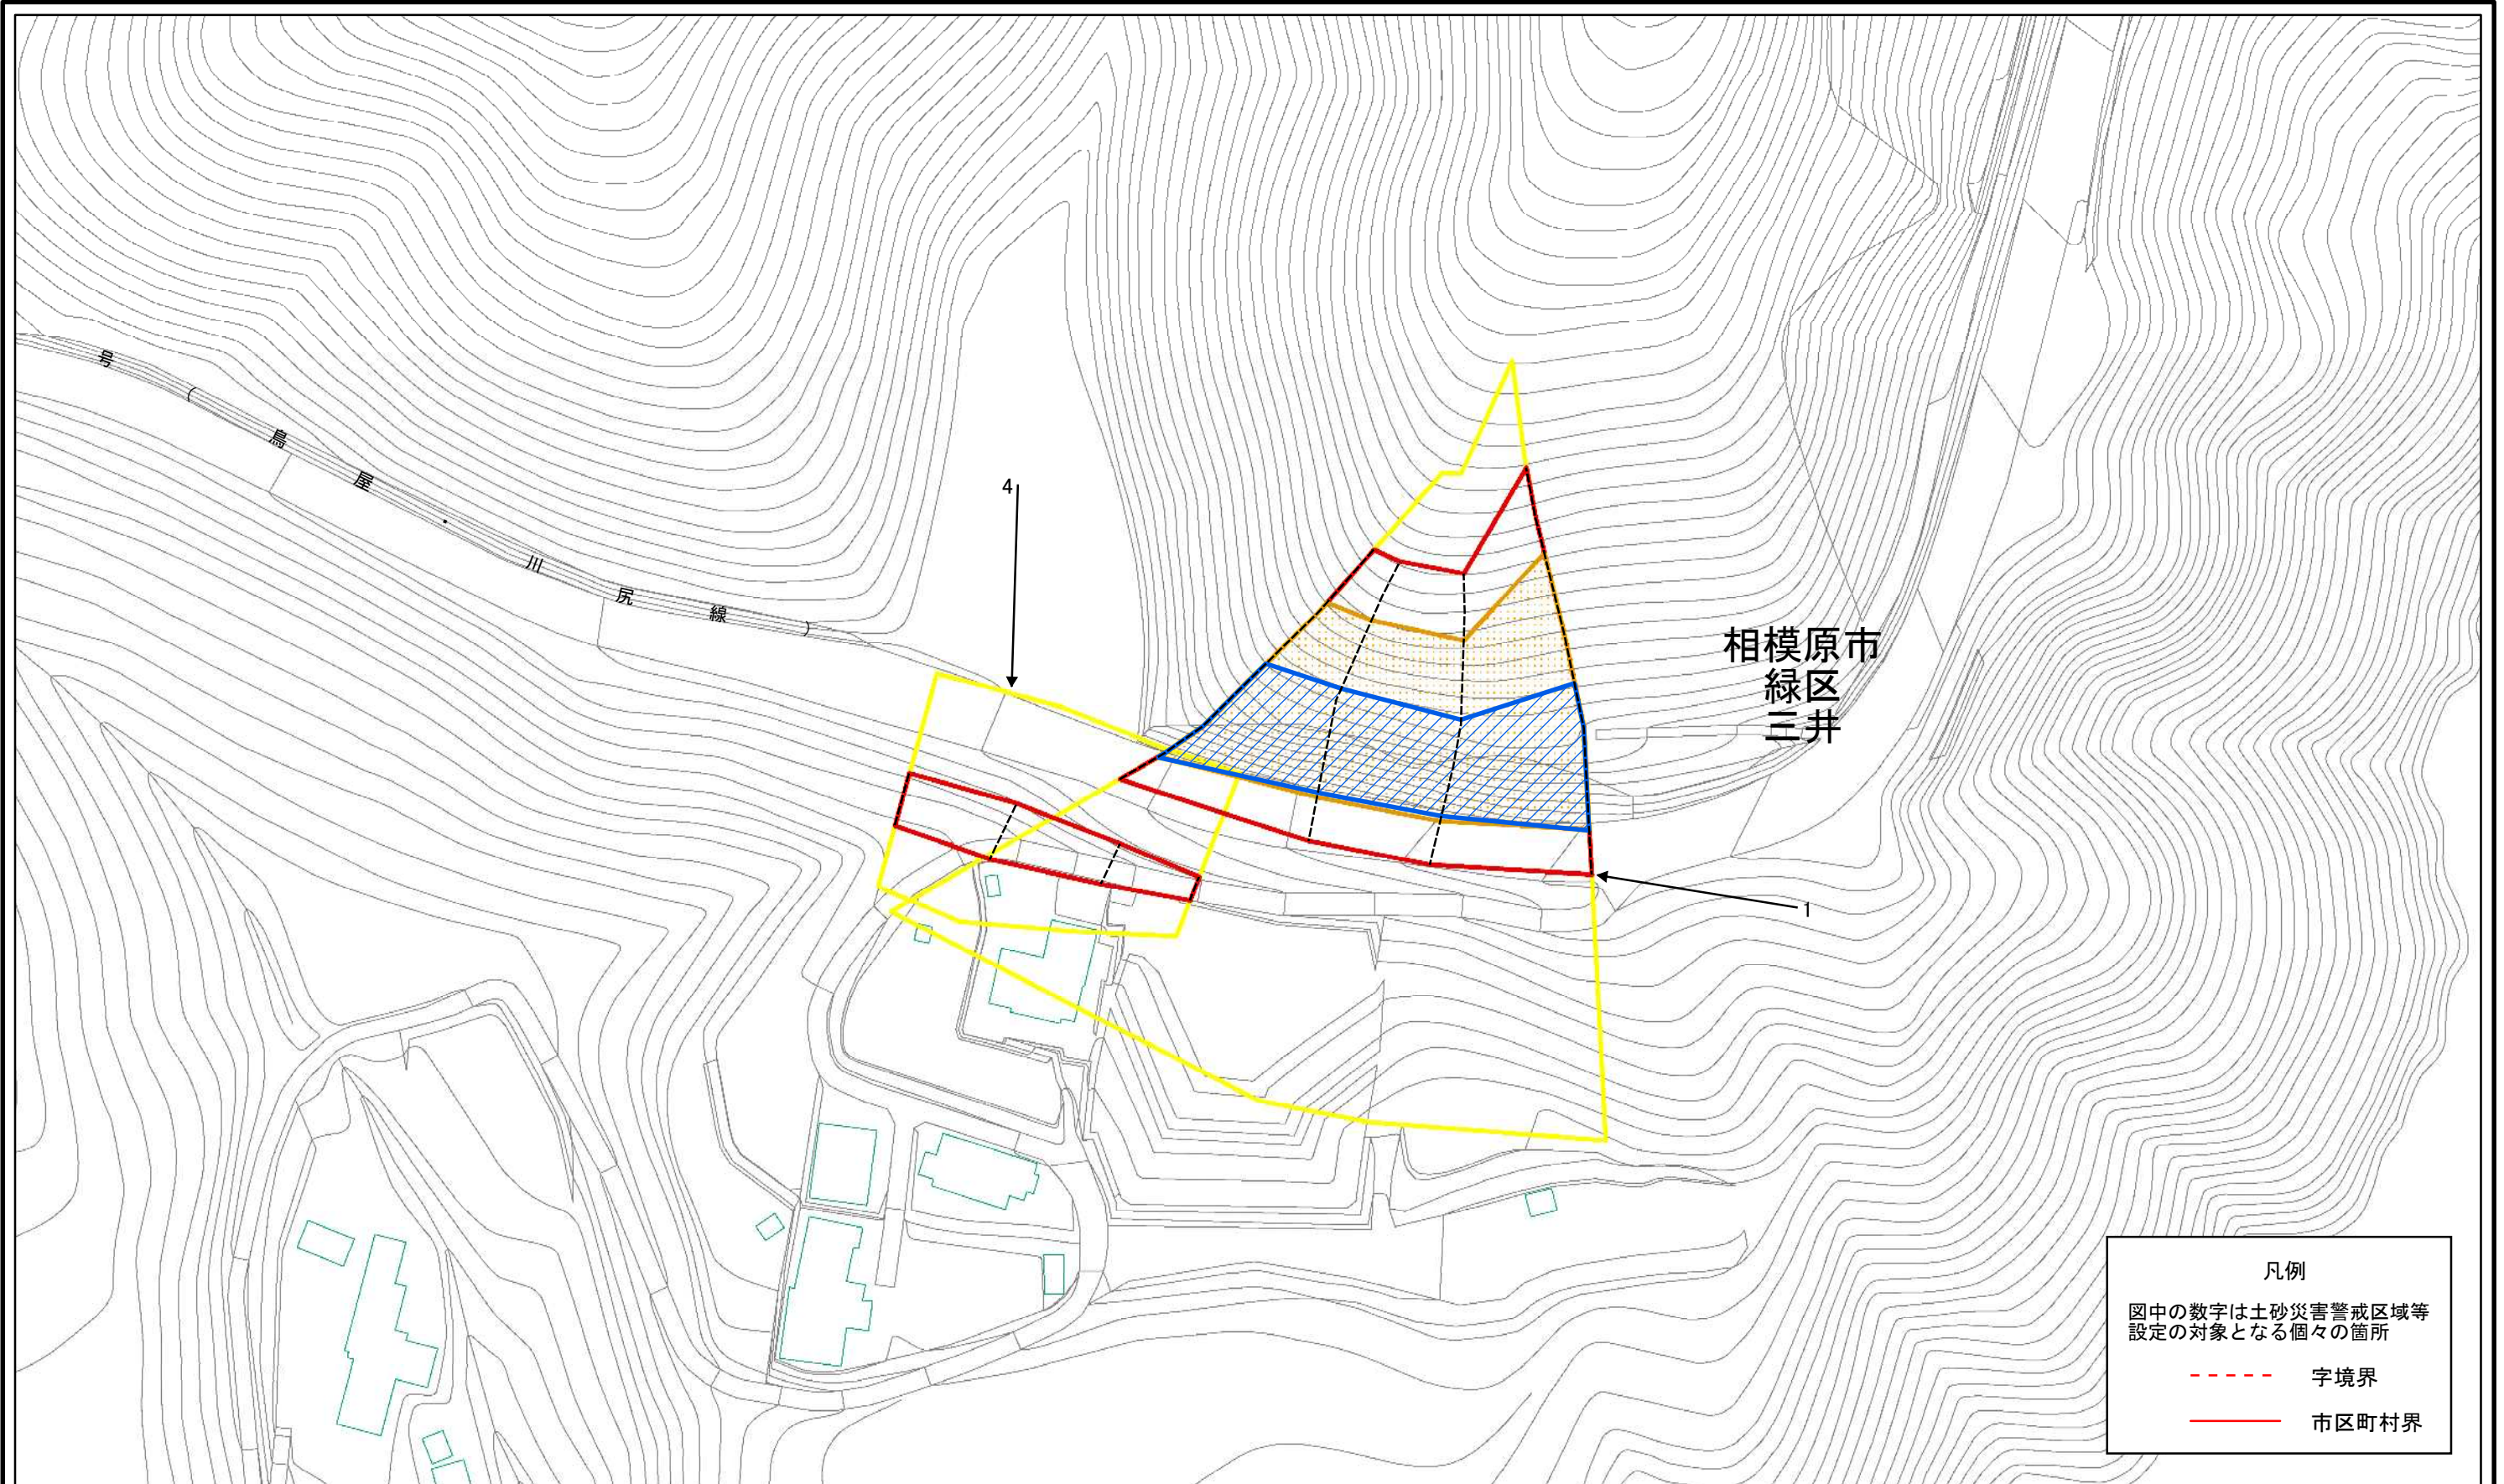 号(鳥屋・川尻線)
4
相模原市
緑区
三井
1
凡例
図中の数字は土砂災害警戒区域等
設定の対象となる個々の箇所
字境界
市区町村界